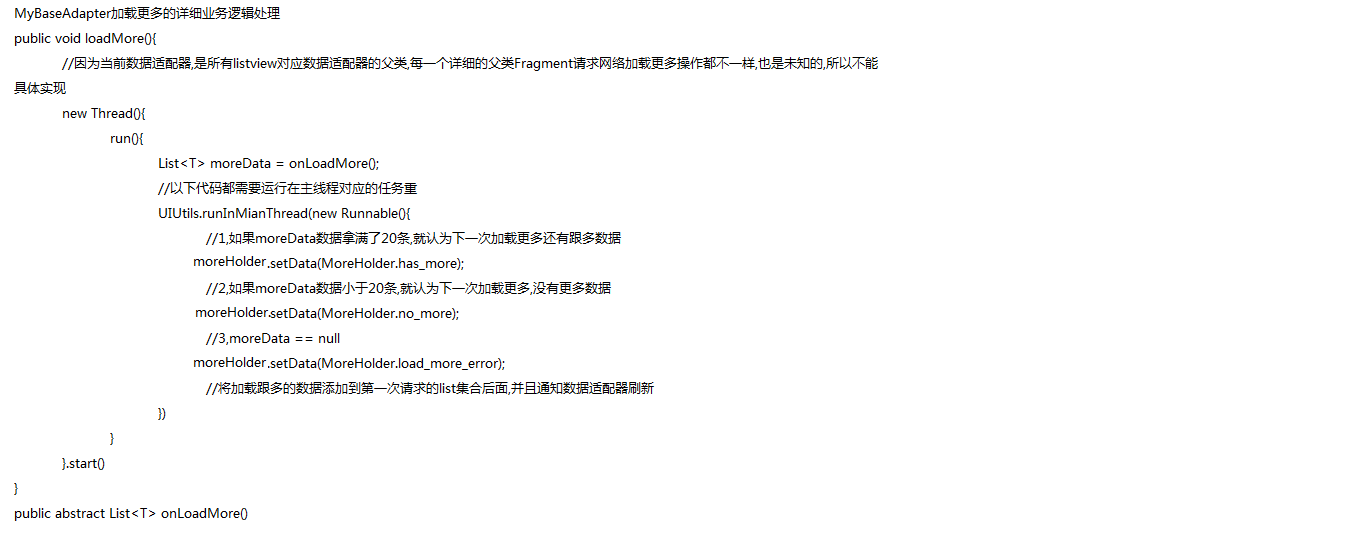 MyBaseAdapter加载更多的详细业务逻辑处理
public void loadMore(){
//因为当前数据适配器,是所有listview对应数据适配器的父类,每一个详细的父类Fragment请求网络加载更多操作都不一样,也是未知的,所以不能
具体实现
new Thread(){
run(){
List<T> moreData = onLoadMore();
//以下代码都需要运行在主线程对应的任务重
UIUtils.runInMianThread(new Runnable(){
//1,如果moreData数据拿满了20条,就认为下一次加载更多还有跟多数据
moreHolder.setData(MoreHolder.has_more);
//2,如果moreData数据小于20条,就认为下一次加载更多,没有更多数据
moreHolder.setData(MoreHolder.no_more);
//3,moreData == null
moreHolder.setData(MoreHolder.load_more_error);
//将加载跟多的数据添加到第一次请求的list集合后面,并且通知数据适配器刷新
})
}
}.start()
}
public abstract List<T> onLoadMore()